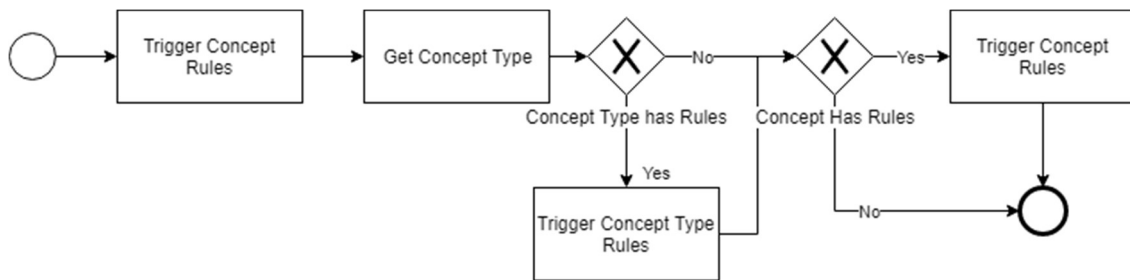 Trigger Concept
Rules
Get Concept Type
No
Yes
Trigger Concept
Rules
Concept Type has Rules
Concept Has Rules
Yes
Trigger Concept Type
Rules
No